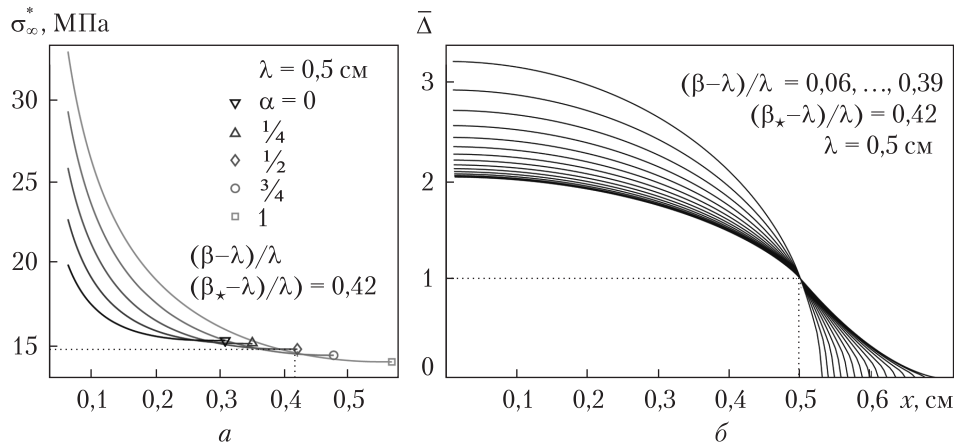 σ*∞, МПа
30
25
20
15
λ = 0,5 см
α = 0
1/4
1/2
3/4
1
(β–λ)/λ
(β★–λ)/λ) = 0,42
0,1 0,2 0,3 0,4 0,5
а
Δ̅
3
2
1
0
(β–λ)/λ = 0,06, ..., 0,39
(β★–λ)/λ) = 0,42
λ = 0,5 см
0,1 0,2 0,3 0,4 0,5 0,6 x, см
б